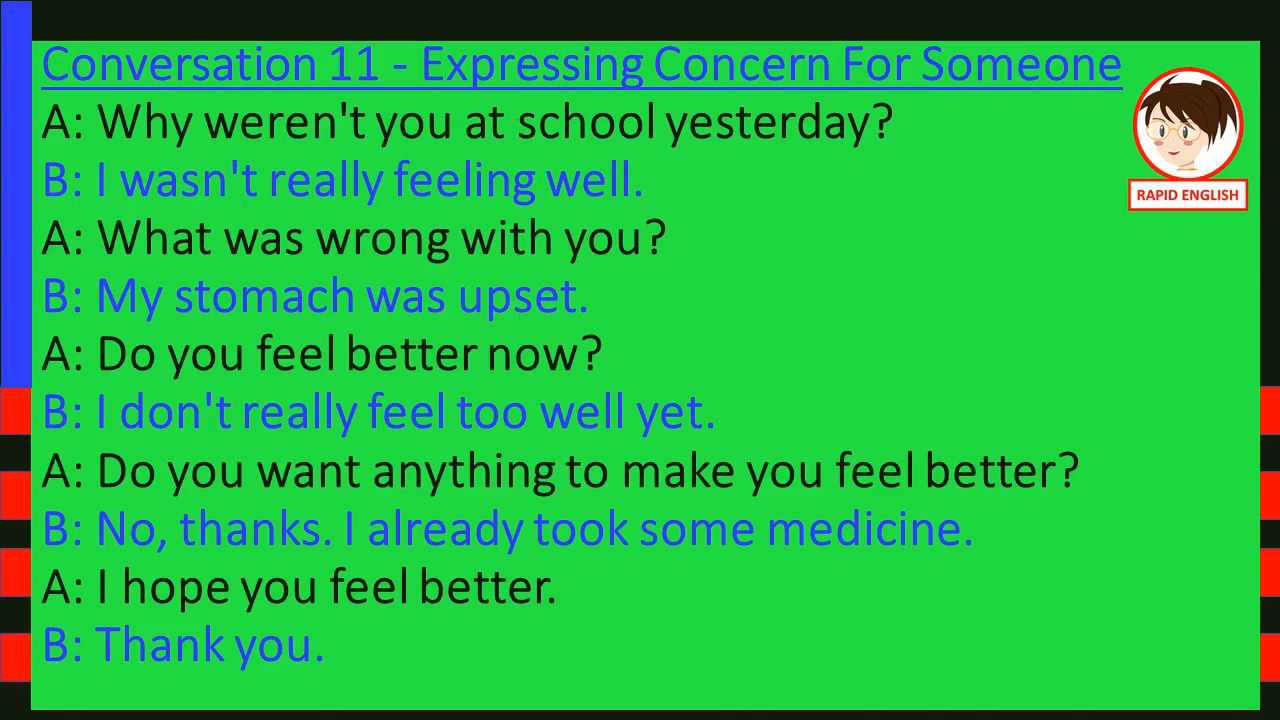 Conversation 11 - Expressing Concern For Someone
A: Why weren't you at school yesterday?
B: I wasn't really feeling well.
A: What was wrong with you?
B: My stomach was upset.
A: Do you feel better now?
B: I don't really feel too well yet.
A: Do you want anything to make you feel better?
B: No, thanks. I already took some medicine.
A: I hope you feel better.
B: Thank you.
RAPID ENGLISH